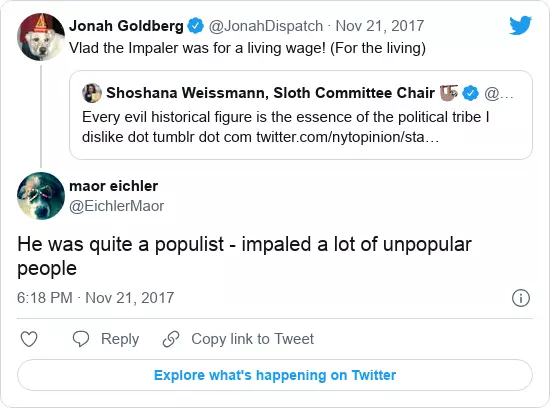 Jonah Goldberg @JonahDispatch · Nov 21, 2017
Vlad the Impaler was for a living wage! (For the living)
Shoshana Weissmann, Sloth Committee Chair 🦥 @…
Every evil historical figure is the essence of the political tribe I
dislike dot tumblr dot com twitter.com/nytopinion/sta…
maor eichler
@EichlerMaor
He was quite a populist - impaled a lot of unpopular
people
6:18 PM · Nov 21, 2017
Reply
Copy link to Tweet
Explore what's happening on Twitter